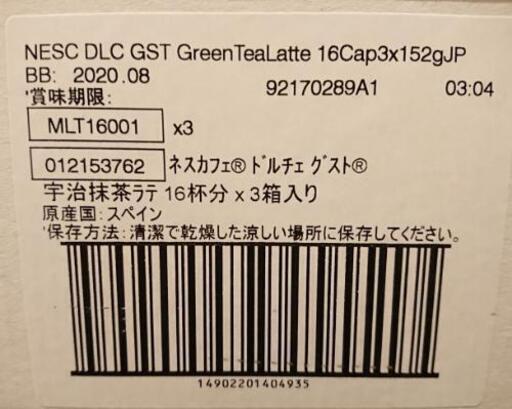 NESC DLC GST GreenTeaLatte 16Cap3x152gJP
BB: 2020.08 92170289A1 03:04
'賞味期限:
MLT16001 x3
012153762 ネスカフェ® ドルチェ グスト®
宇治抹茶ラテ 16杯分 x 3箱入り
原産国: スペイン
'保存方法: 清潔で乾燥した涼しい場所に保存してください。
14902201404935